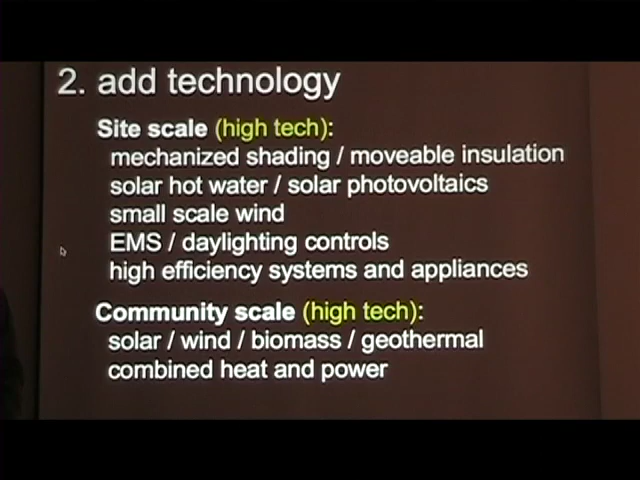 2. add technology
Site scale (high tech):
mechanized shading / moveable insulation
solar hot water / solar photovoltaics
small scale wind
EMS / daylighting controls
high efficiency systems and appliances
Community scale (high tech):
solar / wind / biomass / geothermal
combined heat and power